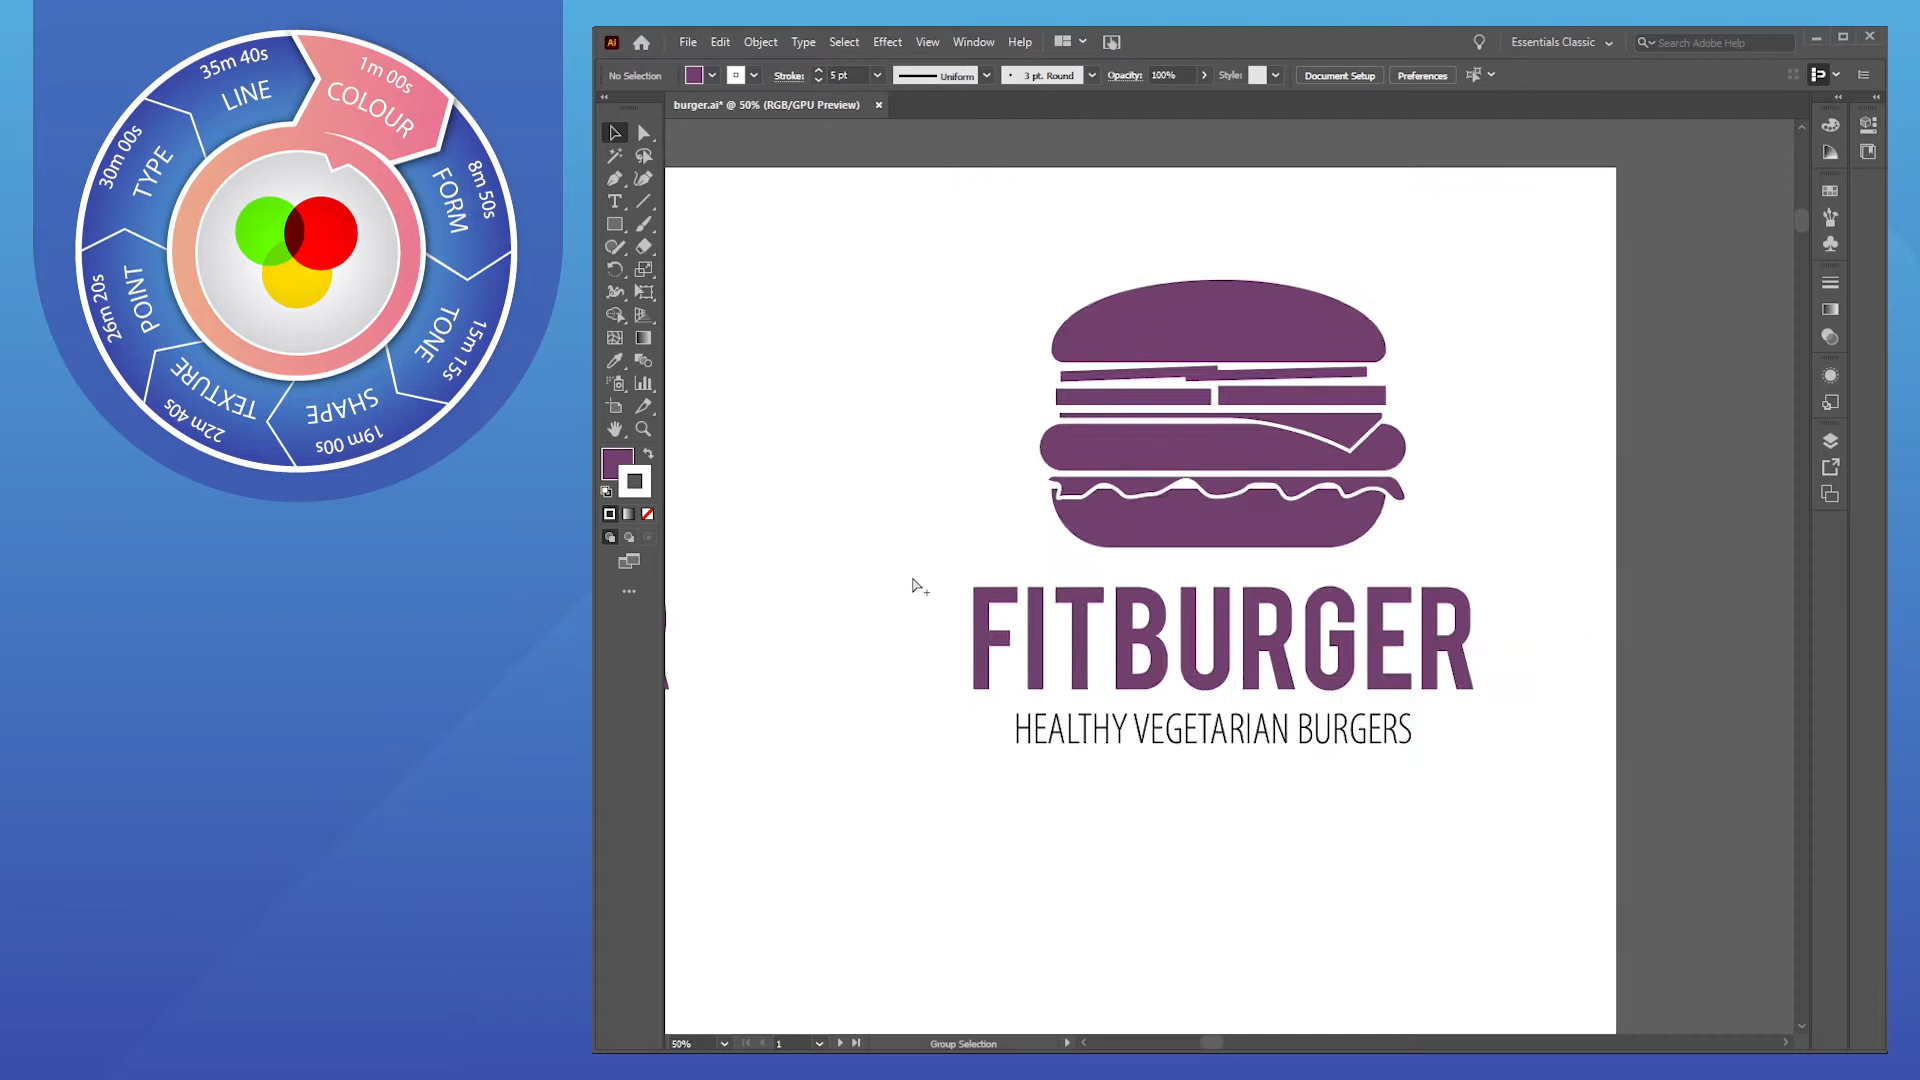 1m 00s
COLOUR
8m 50s
FORM
15m 15s
TONE
19m 00s
SHAPE
22m 40s
TEXTURE
26m 20s
POINT
30m 00s
TYPE
35m 40s
LINE
Ai File Edit Object Type Select Effect View Window Help Essentials Classic Search Adobe Help
No Selection Stroke: 5 pt Uniform 3 pt. Round Opacity: 100% Style: Document Setup Preferences
burger.ai* @ 50% (RGB/GPU Preview)
FITBURGER
HEALTHY VEGETARIAN BURGERS
50% 1 Group Selection